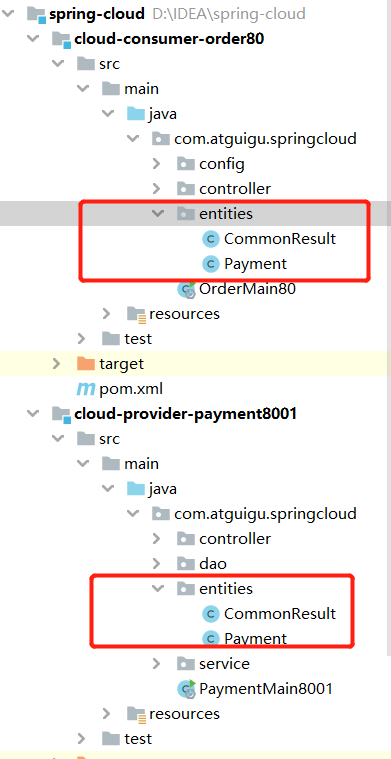 spring-cloud D:\IDEA\spring-cloud
cloud-consumer-order80
src
main
java
com.atguigu.springcloud
config
controller
entities
CommonResult
Payment
OrderMain80
resources
test
target
pom.xml
cloud-provider-payment8001
src
main
java
com.atguigu.springcloud
controller
dao
entities
CommonResult
Payment
service
PaymentMain8001
resources
test